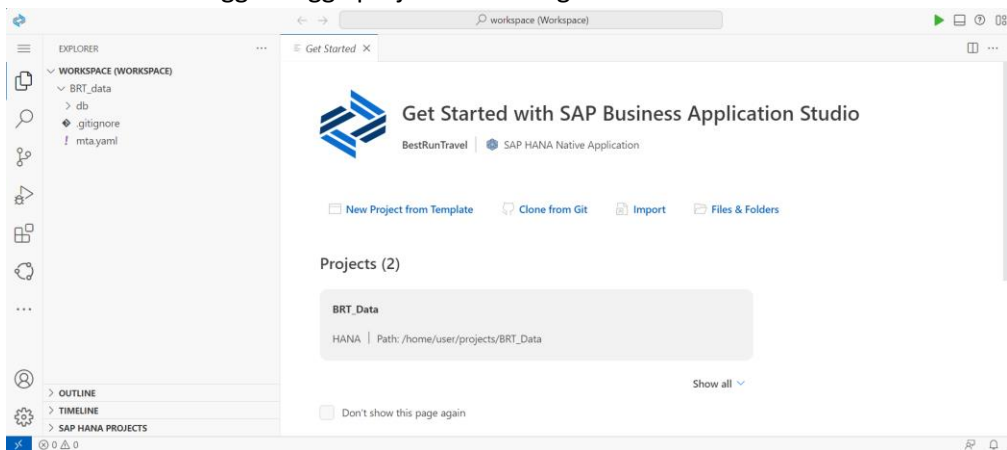 workspace (Workspace)
EXPLORER
Get Started
WORKSPACE (WORKSPACE)
BRT_data
db
.gitignore
mta.yaml
Get Started with SAP Business Application Studio
BestRunTravel | SAP HANA Native Application
New Project from Template Clone from Git Import Files & Folders
Projects (2)
BRT_Data
HANA | Path: /home/user/projects/BRT_Data
Show all
Don't show this page again
OUTLINE
TIMELINE
SAP HANA PROJECTS
0 0